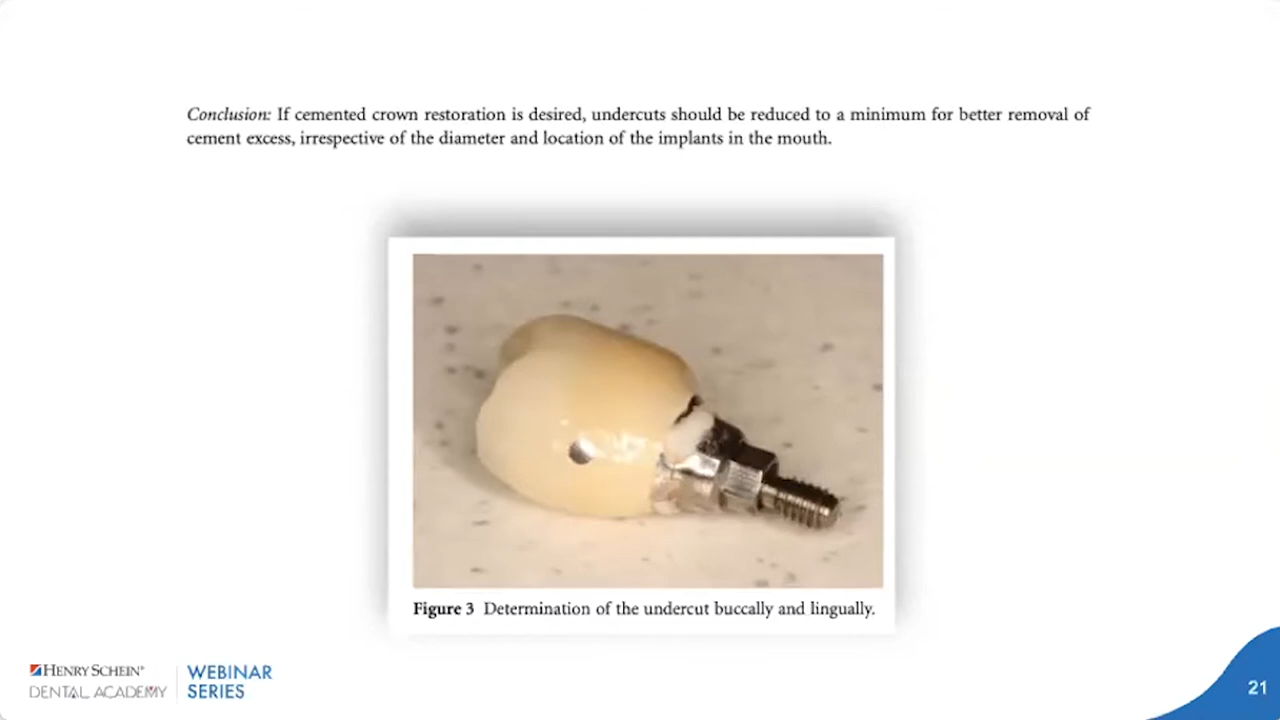 Conclusion: If cemented crown restoration is desired, undercuts should be reduced to a minimum for better removal of
cement excess, irrespective of the diameter and location of the implants in the mouth.
Figure 3 Determination of the undercut buccally and lingually.
HENRY SCHEIN®
DENTAL ACADEMY
WEBINAR
SERIES
21